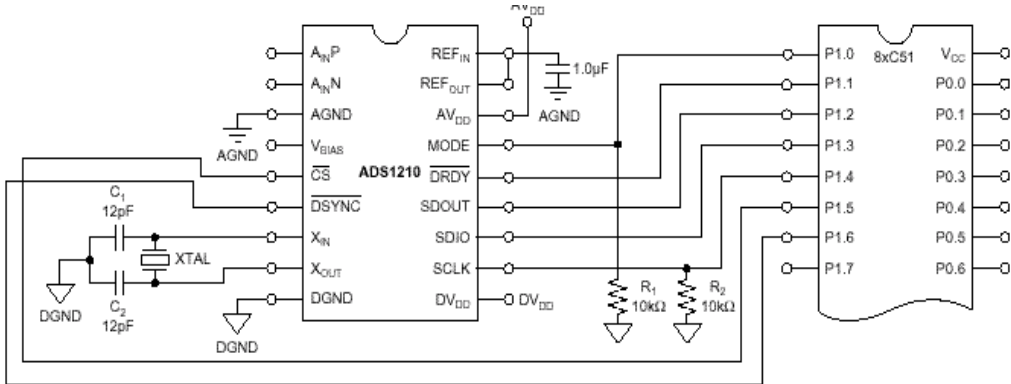 AVDD
AINP
AINN
AGND
VBIAS
CS
DSYNC
XIN
XOUT
DGND
ADS1210
REFIN
REFOUT
AVDD
MODE
DRDY
SDOUT
SDIO
SCLK
DVDD
DVDD
1.0µF
AGND
AGND
C1
12pF
XTAL
C2
12pF
DGND
DGND
R1
10kΩ
R2
10kΩ
8xC51
P1.0
P1.1
P1.2
P1.3
P1.4
P1.5
P1.6
P1.7
VCC
P0.0
P0.1
P0.2
P0.3
P0.4
P0.5
P0.6